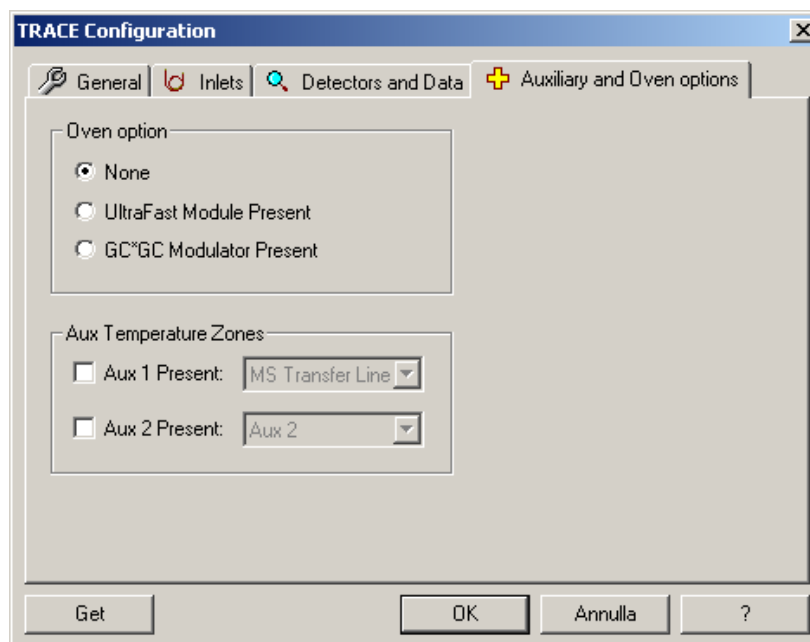 TRACE Configuration
General Inlets Detectors and Data Auxiliary and Oven options
Oven option
None
UltraFast Module Present
GC*GC Modulator Present
Aux Temperature Zones
Aux 1 Present: MS Transfer Line
Aux 2 Present: Aux 2
Get OK Annulla ?